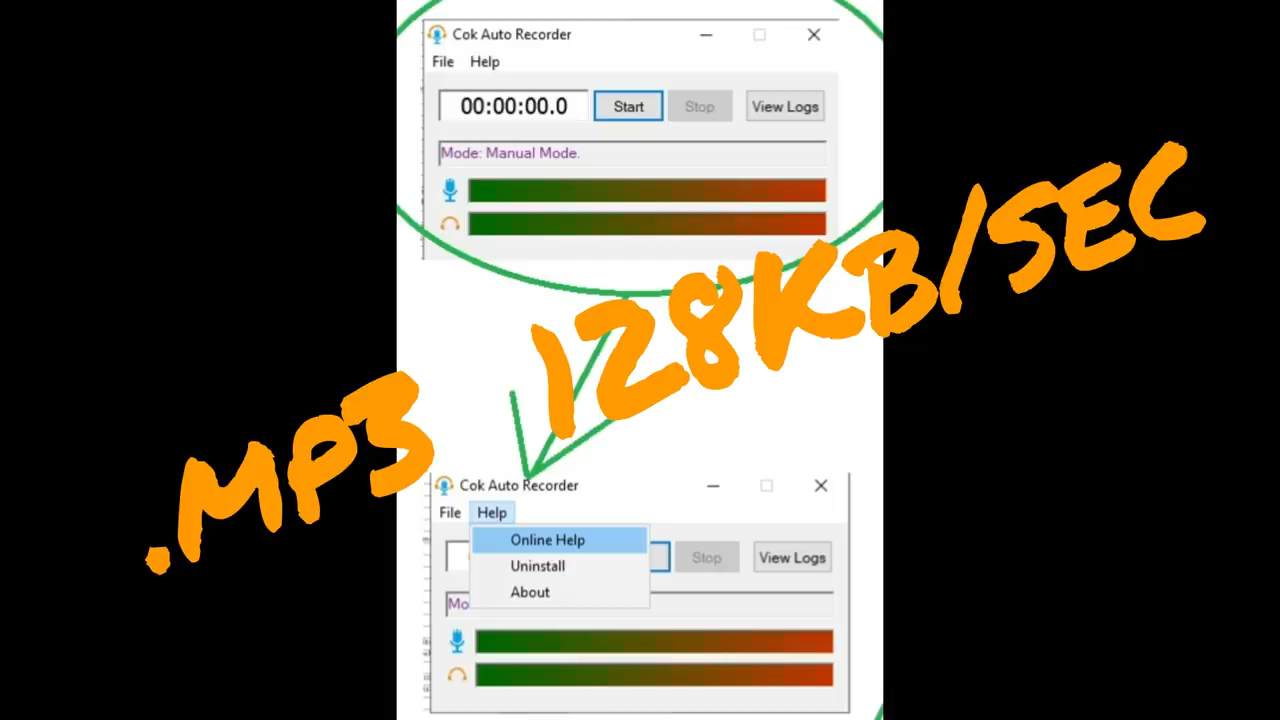 Cok Auto Recorder
File Help
00:00:00.0 Start Stop View Logs
Mode: Manual Mode.
.MP3 128KB/SEC
Cok Auto Recorder
File Help
Online Help
Stop View Logs
Uninstall
About
Mo